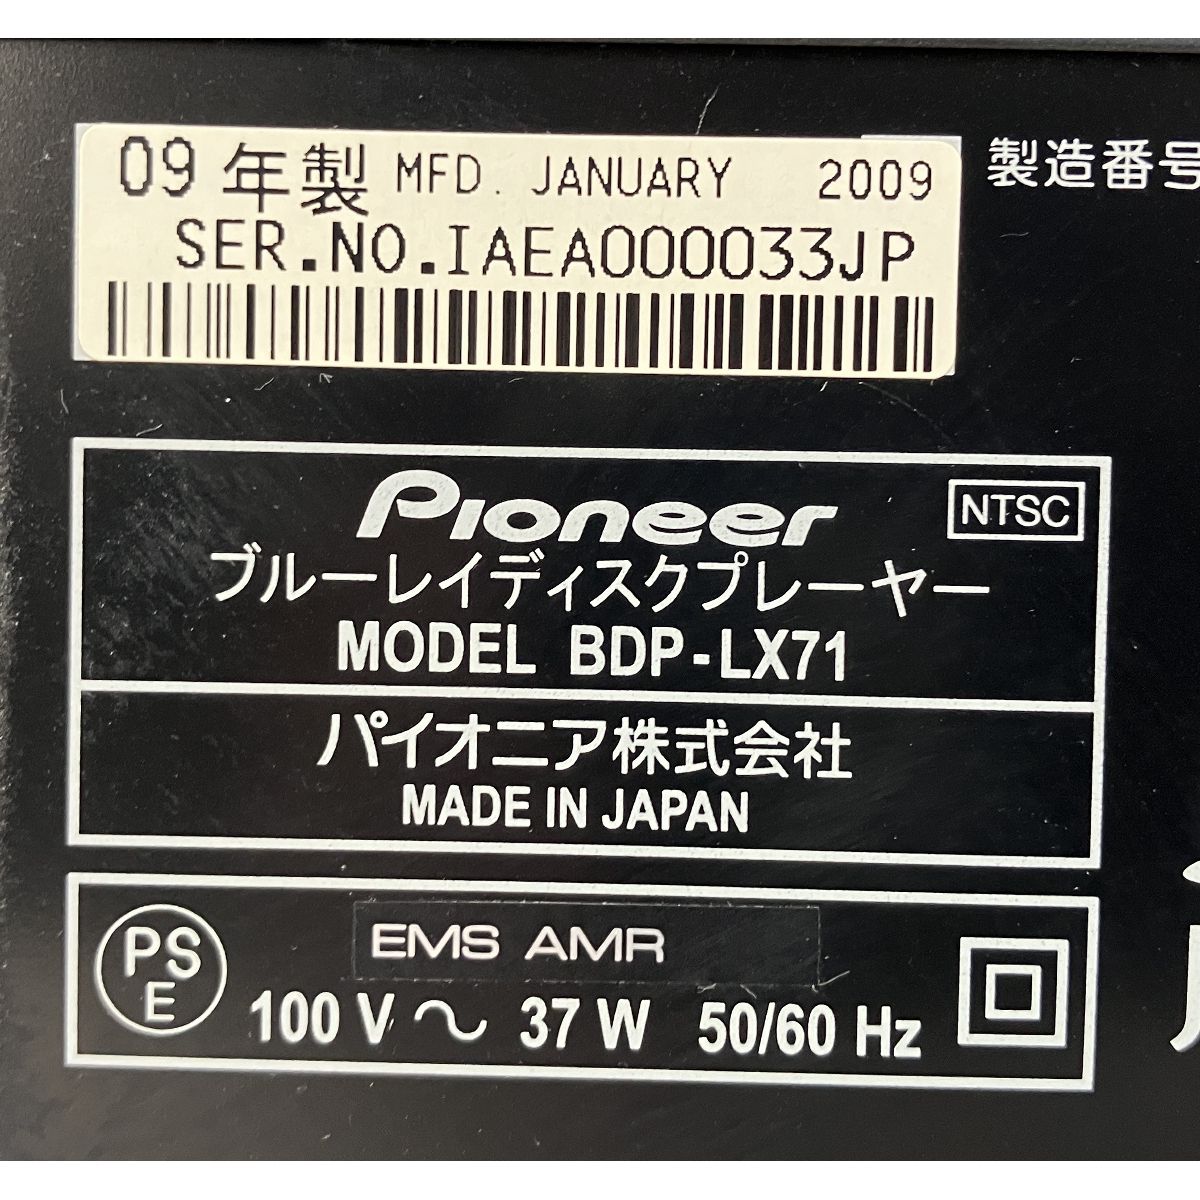 09年製 MFD. JANUARY 2009
SER.NO.IAEA000033JP
製造番号
Pioneer
NTSC
ブルーレイディスクプレーヤー
MODEL BDP-LX71
パイオニア株式会社
MADE IN JAPAN
PS
E
EMS AMR
100 V ～ 37 W 50/60 Hz